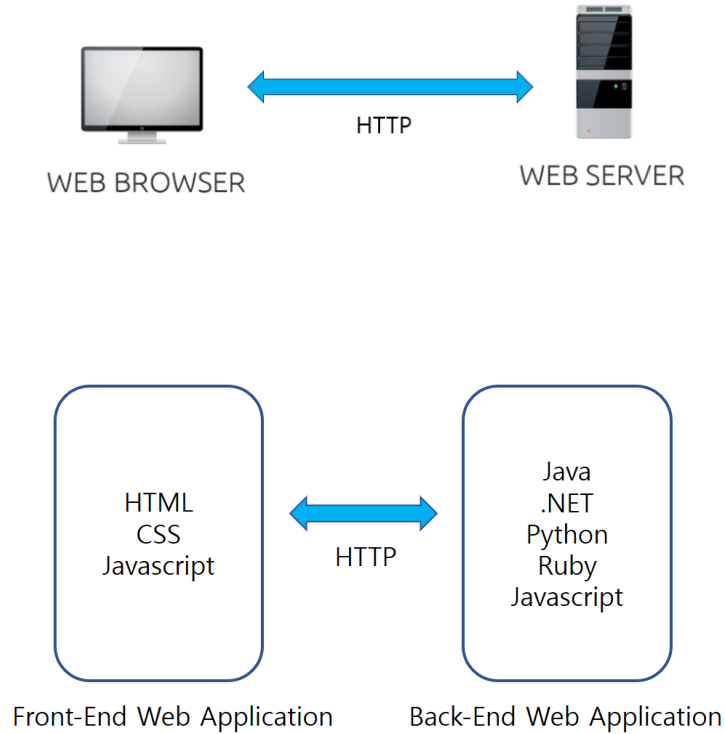 HTTP
WEB BROWSER
WEB SERVER
HTML
CSS
Javascript
HTTP
Java
.NET
Python
Ruby
Javascript
Front-End Web Application
Back-End Web Application